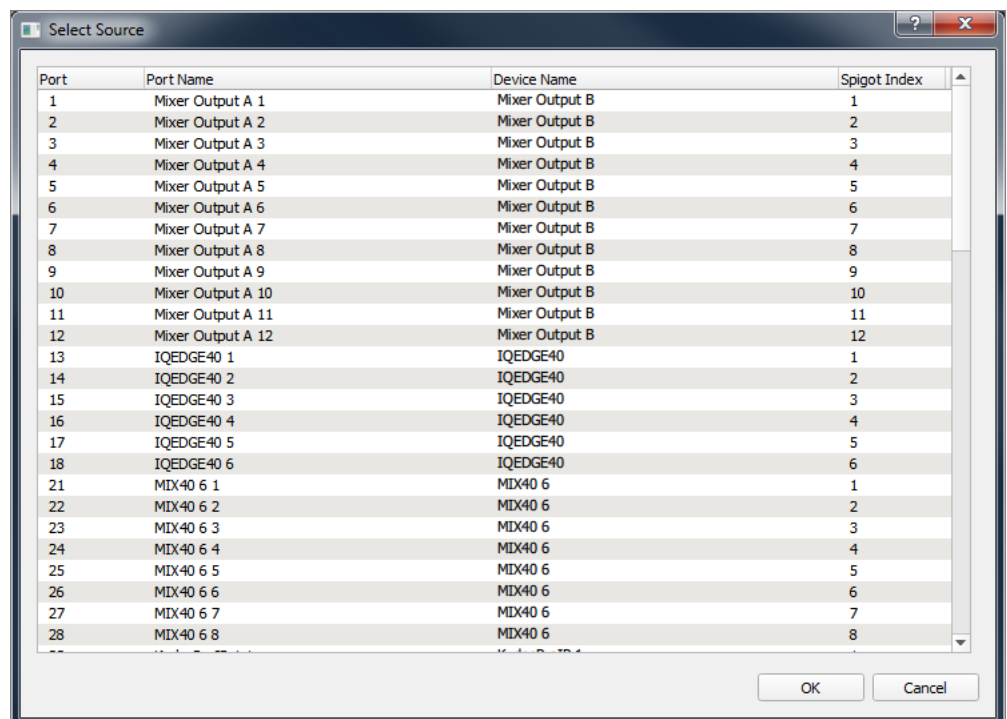 Select Source
Port Port Name Device Name Spigot Index
1 Mixer Output A 1 Mixer Output B 1
2 Mixer Output A 2 Mixer Output B 2
3 Mixer Output A 3 Mixer Output B 3
4 Mixer Output A 4 Mixer Output B 4
5 Mixer Output A 5 Mixer Output B 5
6 Mixer Output A 6 Mixer Output B 6
7 Mixer Output A 7 Mixer Output B 7
8 Mixer Output A 8 Mixer Output B 8
9 Mixer Output A 9 Mixer Output B 9
10 Mixer Output A 10 Mixer Output B 10
11 Mixer Output A 11 Mixer Output B 11
12 Mixer Output A 12 Mixer Output B 12
13 IQEDGE40 1 IQEDGE40 1
14 IQEDGE40 2 IQEDGE40 2
15 IQEDGE40 3 IQEDGE40 3
16 IQEDGE40 4 IQEDGE40 4
17 IQEDGE40 5 IQEDGE40 5
18 IQEDGE40 6 IQEDGE40 6
21 MIX40 6 1 MIX40 6 1
22 MIX40 6 2 MIX40 6 2
23 MIX40 6 3 MIX40 6 3
24 MIX40 6 4 MIX40 6 4
25 MIX40 6 5 MIX40 6 5
26 MIX40 6 6 MIX40 6 6
27 MIX40 6 7 MIX40 6 7
28 MIX40 6 8 MIX40 6 8
OK Cancel